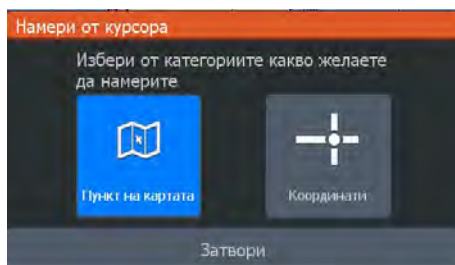 Намери от курсора
Избери от категориите какво желаете
да намерите
Пункт на картата
Координати
Затвори